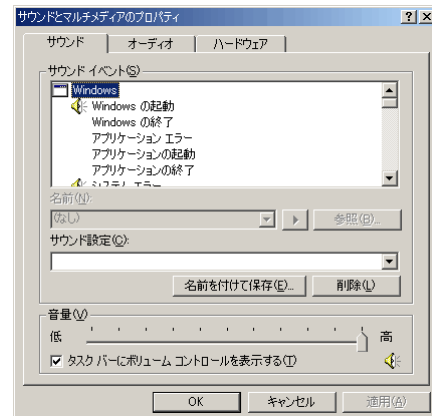 サウンドとマルチメディアのプロパティ
サウンド オーディオ ハードウェア
サウンド イベント(S)
Windows
Windows の起動
Windows の終了
アプリケーション エラー
アプリケーションの起動
アプリケーションの終了
システム エラー
名前(N):
(なし) 参照(B)...
サウンド設定(C):
名前を付けて保存(E)... 削除(L)
音量(V)
低 高
タスク バーにボリューム コントロールを表示する(T)
OK キャンセル 適用(A)